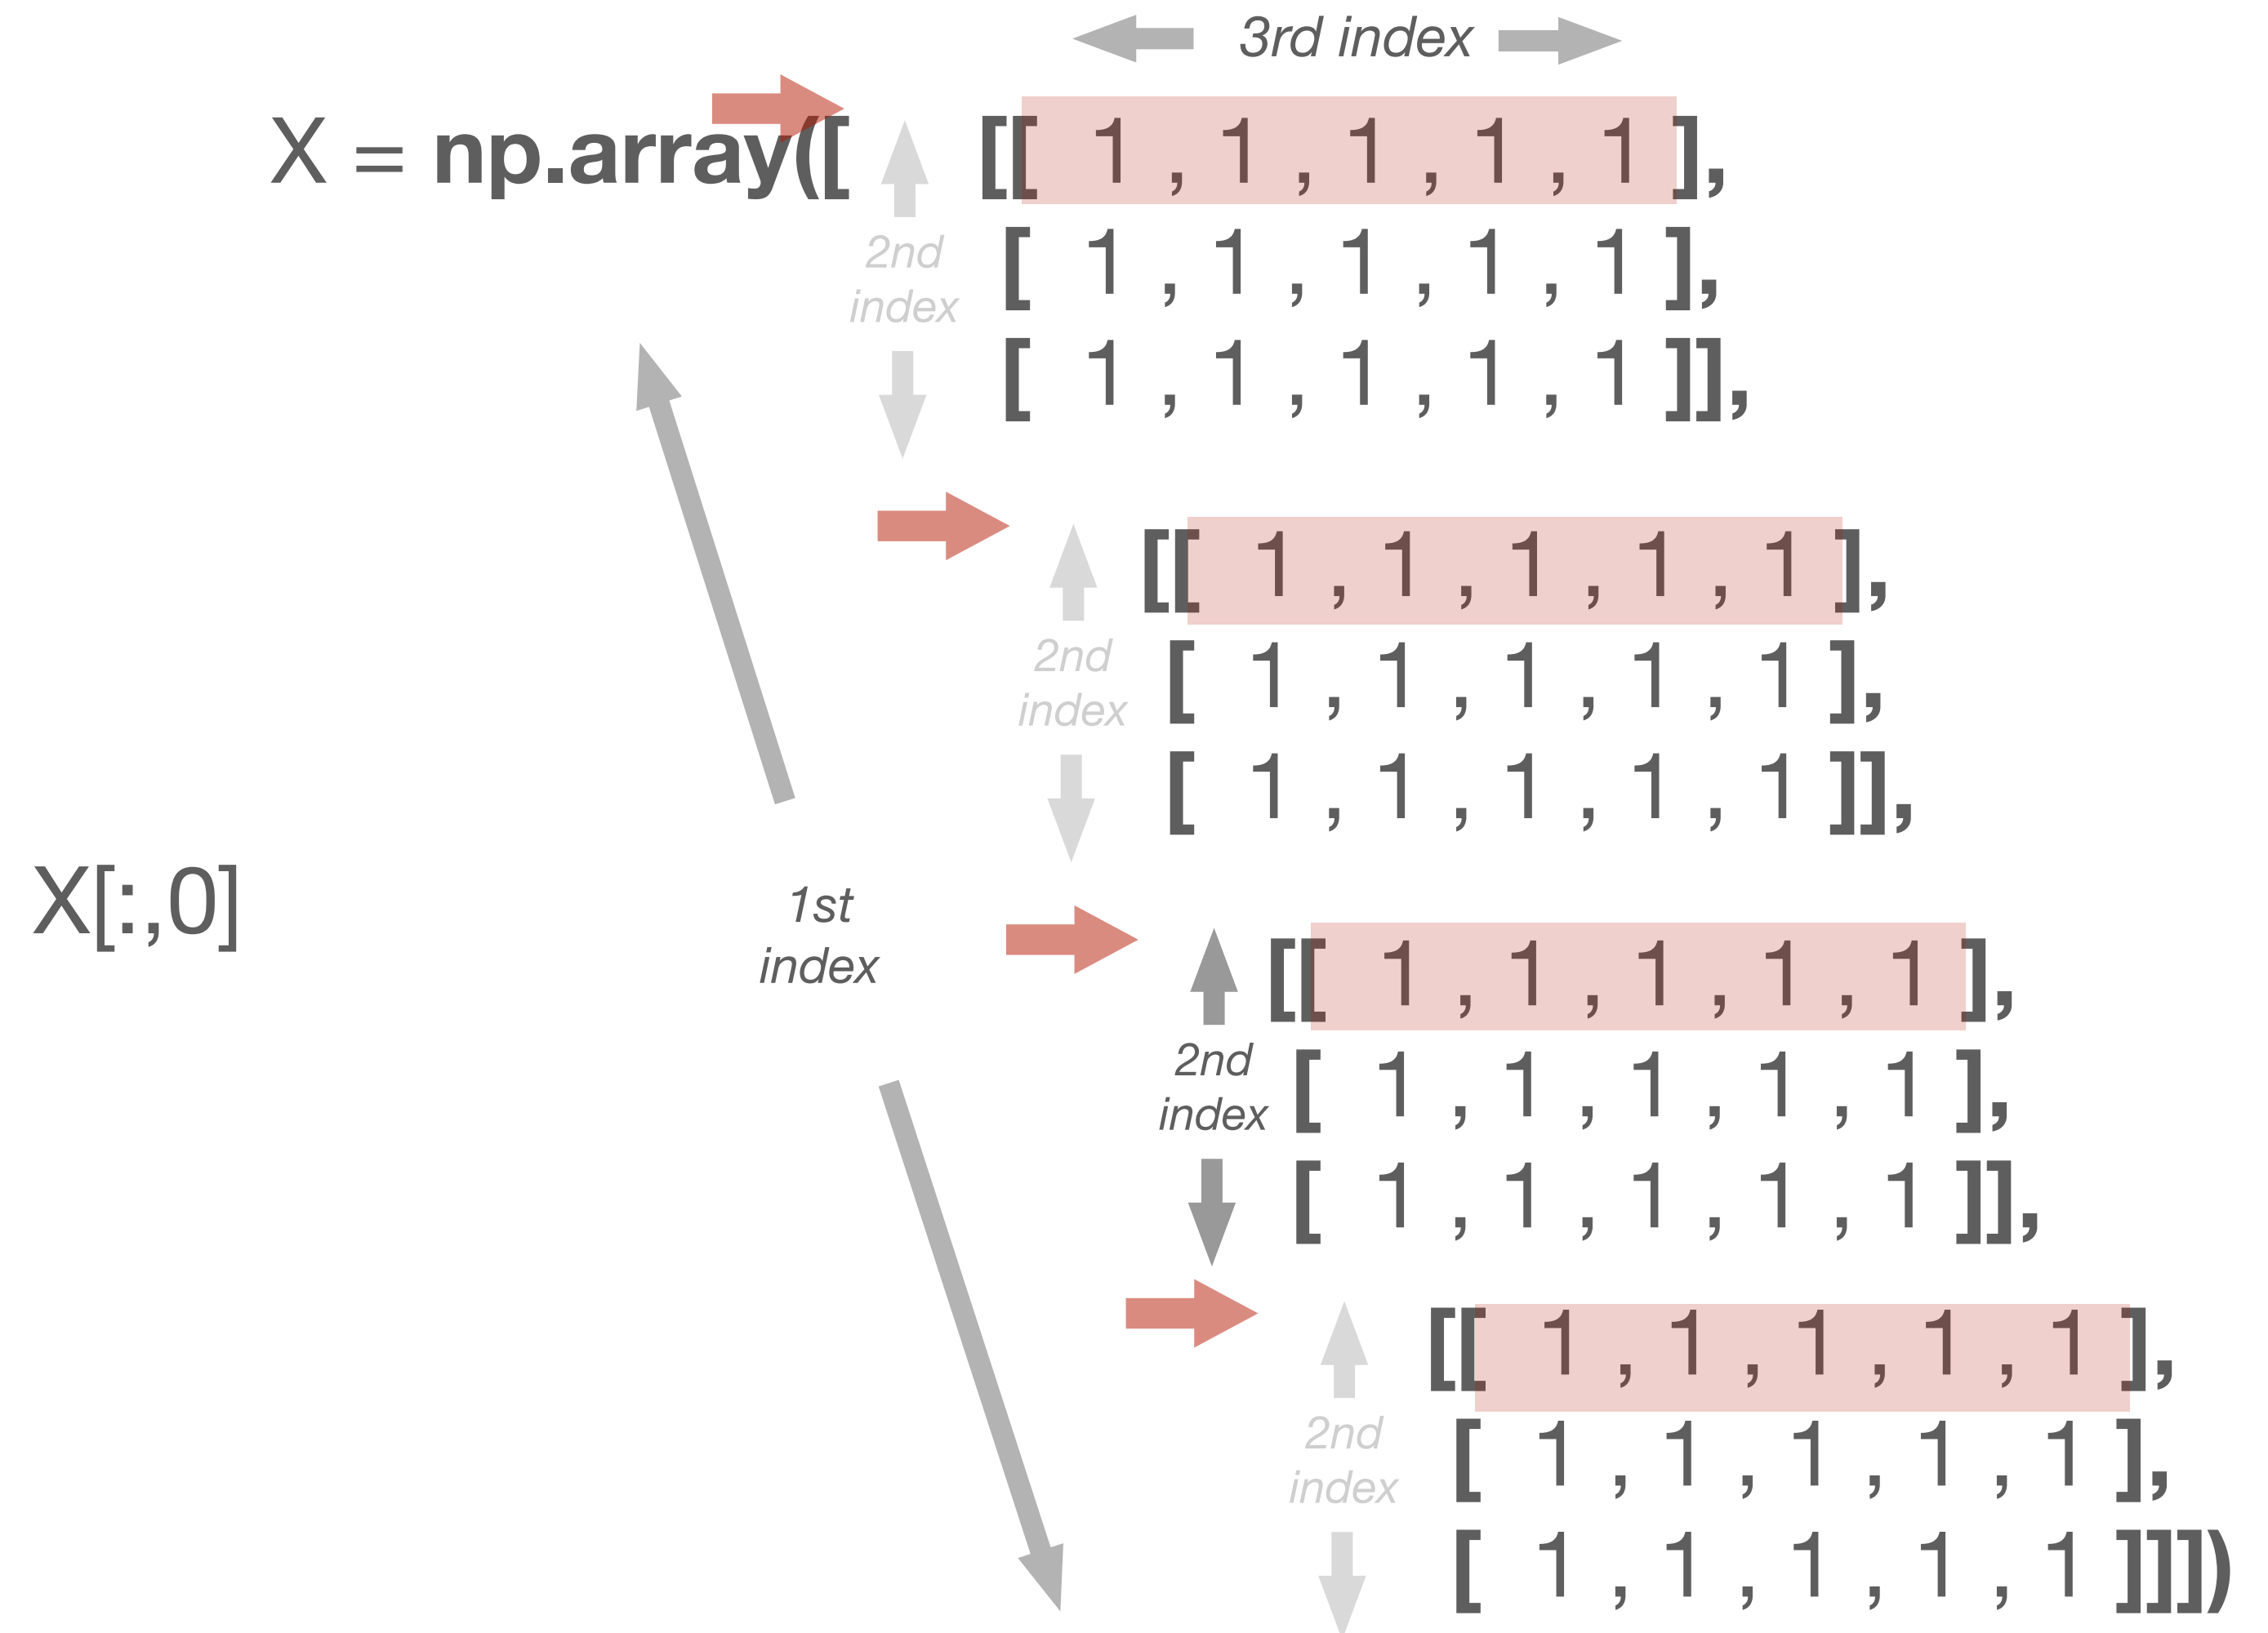 3rd index
X = np.array([ [[ 1 , 1 , 1 , 1 , 1 ],
2nd
index
[ 1 , 1 , 1 , 1 , 1 ],
[ 1 , 1 , 1 , 1 , 1 ]],
[[ 1 , 1 , 1 , 1 , 1 ],
2nd
index
[ 1 , 1 , 1 , 1 , 1 ],
[ 1 , 1 , 1 , 1 , 1 ]],
X[:,0]
1st
index
[[ 1 , 1 , 1 , 1 , 1 ],
2nd
index
[ 1 , 1 , 1 , 1 , 1 ],
[ 1 , 1 , 1 , 1 , 1 ]],
[[ 1 , 1 , 1 , 1 , 1 ],
2nd
index
[ 1 , 1 , 1 , 1 , 1 ],
[ 1 , 1 , 1 , 1 , 1 ]]])